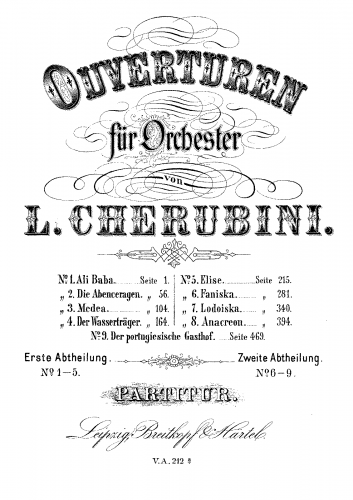 OUVERTUREN
für Orchester
von
L. CHERUBINI.
No 1. Ali Baba. Seite 1.
„ 2. Die Abenceragen. „ 56.
„ 3. Medea. „ 104.
„ 4. Der Wasserträger. „ 164.
No 5. Elise. Seite 215.
„ 6. Faniska. „ 281.
„ 7. Lodoiska. „ 340.
„ 8. Anacreon. „ 394.
No 9. Der portugiesische Gasthof. Seite 469.
Erste Abtheilung. Zweite Abtheilung.
No 1-5. No 6-9.
PARTITUR.
Leipzig, Breitkopf & Härtel.
V.A. 212